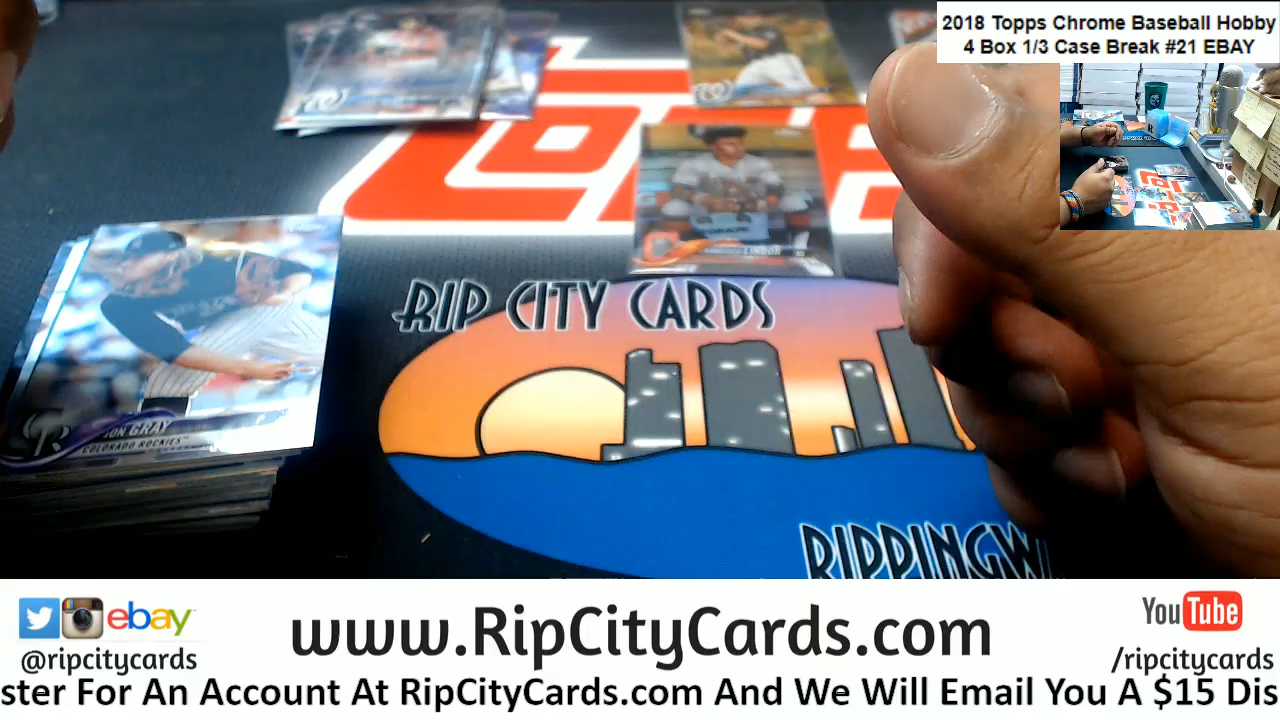 2018 Topps Chrome Baseball Hobby
4 Box 1/3 Case Break #21 EBAY
RIP CITY CARDS
GRAY
COLORADO ROCKIES
RIPPINGW
ebay
www.RipCityCards.com
YouTube
@ripcitycards
/ripcitycards
ster For An Account At RipCityCards.com And We Will Email You A $15 Dis